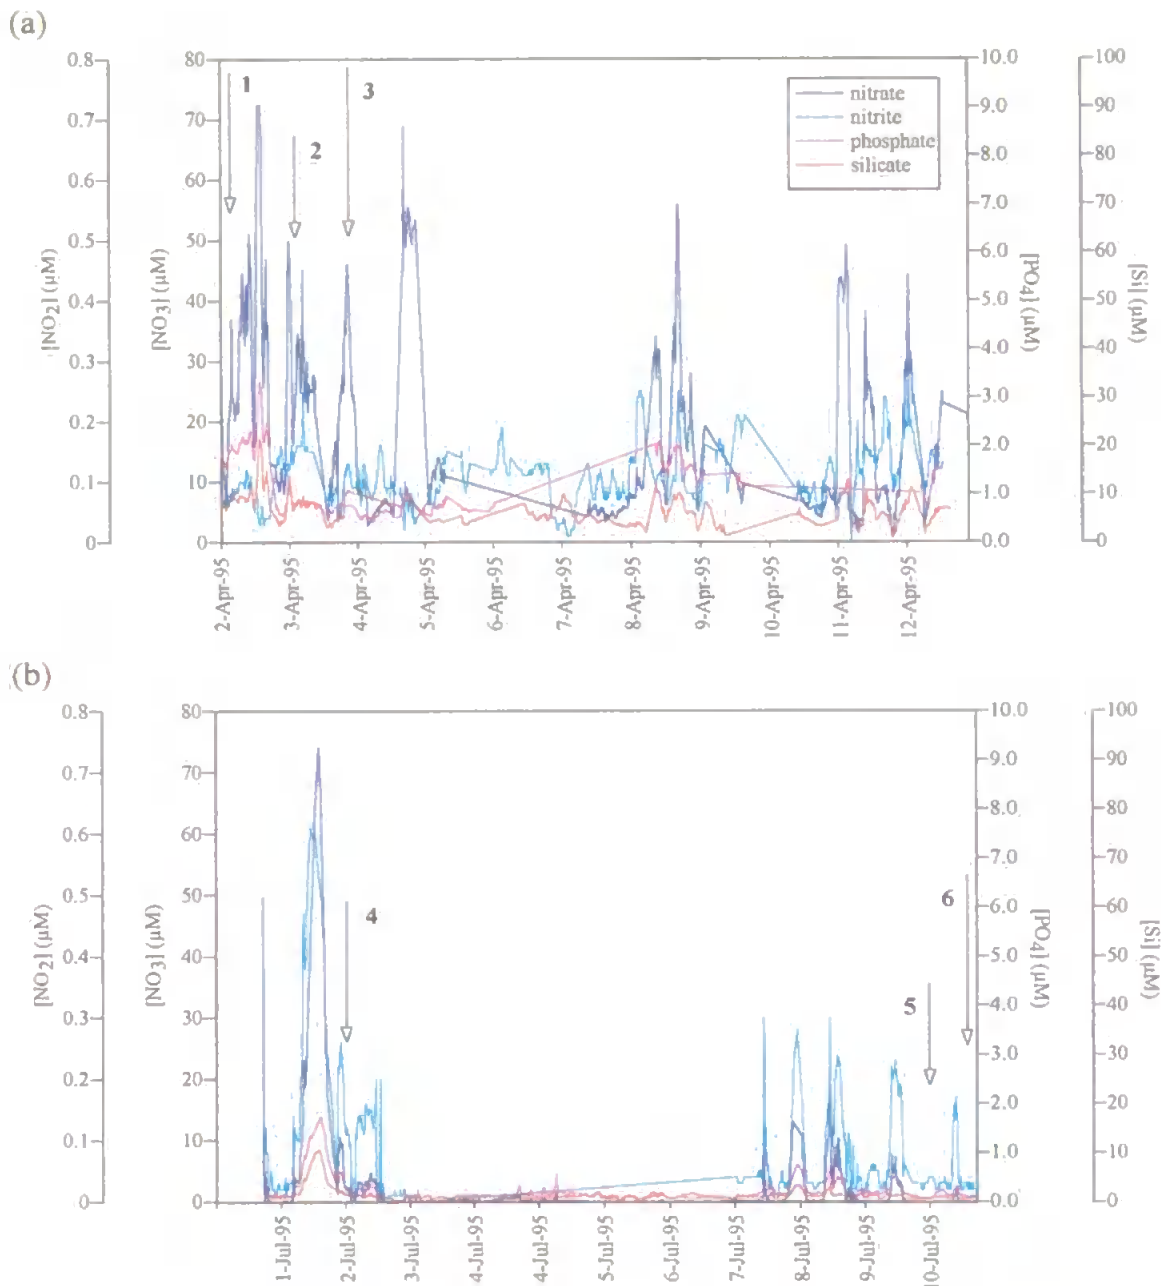 (a)
0.8
0.7
0.6
0.5
0.4
0.3
0.2
0.1
0
[NO2] (µM)
80
70
60
50
40
30
20
10
0
[NO3] (µM)
1
2
3
nitrate
nitrite
phosphate
silicate
10.0
9.0
8.0
7.0
6.0
5.0
4.0
3.0
2.0
1.0
0.0
[PO4] (µM)
100
90
80
70
60
50
40
30
20
10
0
[Si] (µM)
2-Apr-95
3-Apr-95
4-Apr-95
5-Apr-95
6-Apr-95
7-Apr-95
8-Apr-95
9-Apr-95
10-Apr-95
11-Apr-95
12-Apr-95
(b)
0.8
0.7
0.6
0.5
0.4
0.3
0.2
0.1
0
[NO2] (µM)
80
70
60
50
40
30
20
10
0
[NO3] (µM)
4
5
6
10.0
9.0
8.0
7.0
6.0
5.0
4.0
3.0
2.0
1.0
0.0
[PO4] (µM)
100
90
80
70
60
50
40
30
20
10
0
[Si] (µM)
1-Jul-95
2-Jul-95
3-Jul-95
4-Jul-95
4-Jul-95
5-Jul-95
6-Jul-95
7-Jul-95
8-Jul-95
9-Jul-95
10-Jul-95